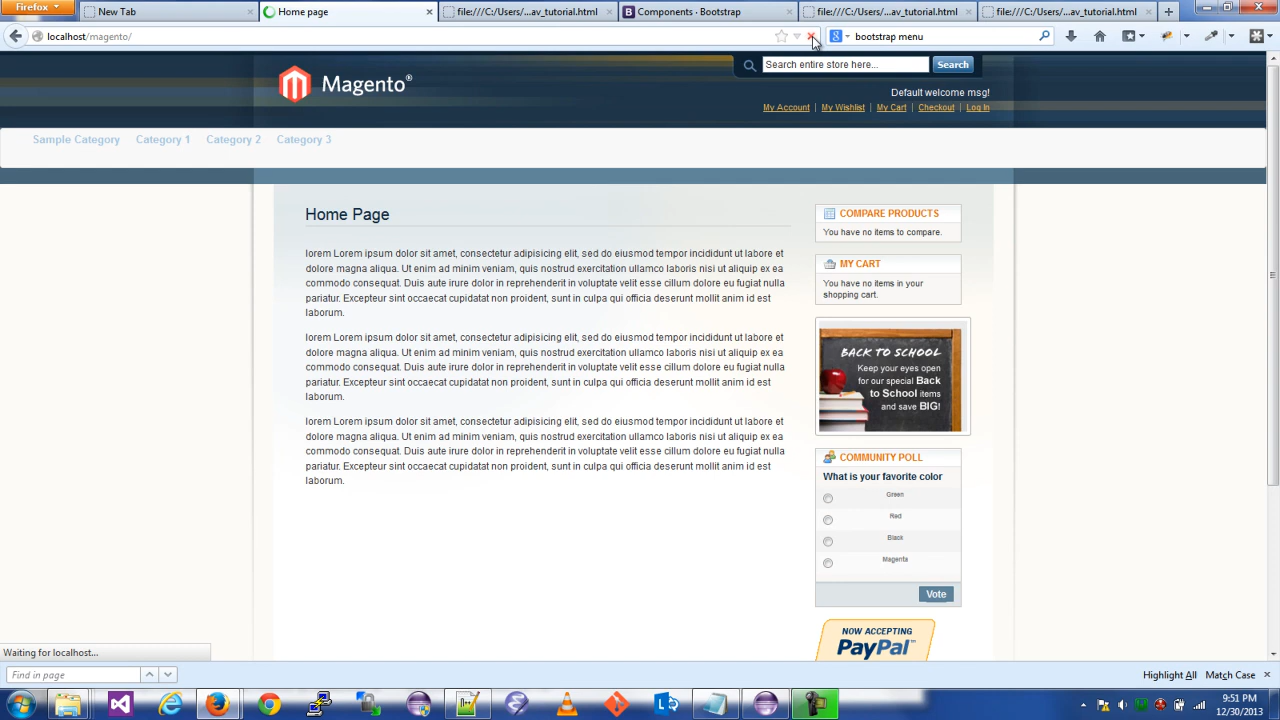 Firefox
New Tab
Home page
file:///C:/Users/...av_tutorial.html
Components · Bootstrap
file:///C:/Users/...av_tutorial.html
file:///C:/Users/...av_tutorial.html
localhost/magento/
bootstrap menu
Magento®
Search entire store here...
Search
Default welcome msg!
My Account | My Wishlist | My Cart | Checkout | Log In
Sample Category
Category 1
Category 2
Category 3
Home Page
lorem Lorem ipsum dolor sit amet, consectetur adipisicing elit, sed do eiusmod tempor incididunt ut labore et
dolore magna aliqua. Ut enim ad minim veniam, quis nostrud exercitation ullamco laboris nisi ut aliquip ex ea
commodo consequat. Duis aute irure dolor in reprehenderit in voluptate velit esse cillum dolore eu fugiat nulla
pariatur. Excepteur sint occaecat cupidatat non proident, sunt in culpa qui officia deserunt mollit anim id est
laborum.
lorem Lorem ipsum dolor sit amet, consectetur adipisicing elit, sed do eiusmod tempor incididunt ut labore et
dolore magna aliqua. Ut enim ad minim veniam, quis nostrud exercitation ullamco laboris nisi ut aliquip ex ea
commodo consequat. Duis aute irure dolor in reprehenderit in voluptate velit esse cillum dolore eu fugiat nulla
pariatur. Excepteur sint occaecat cupidatat non proident, sunt in culpa qui officia deserunt mollit anim id est
laborum.
lorem Lorem ipsum dolor sit amet, consectetur adipisicing elit, sed do eiusmod tempor incididunt ut labore et
dolore magna aliqua. Ut enim ad minim veniam, quis nostrud exercitation ullamco laboris nisi ut aliquip ex ea
commodo consequat. Duis aute irure dolor in reprehenderit in voluptate velit esse cillum dolore eu fugiat nulla
pariatur. Excepteur sint occaecat cupidatat non proident, sunt in culpa qui officia deserunt mollit anim id est
laborum.
COMPARE PRODUCTS
You have no items to compare.
MY CART
You have no items in your
shopping cart.
BACK TO SCHOOL
Keep your eyes open
for our special Back
to School items
and save BIG!
COMMUNITY POLL
What is your favorite color
Green
Red
Black
Magenta
Vote
NOW ACCEPTING
PayPal™
Waiting for localhost...
Find in page
Highlight All
Match Case
9:51 PM
12/30/2013